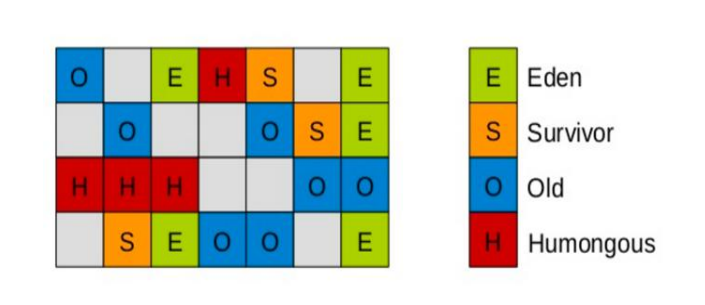 O E H S E
O O S E
H H H O O
S E O O E
E Eden
S Survivor
O Old
H Humongous